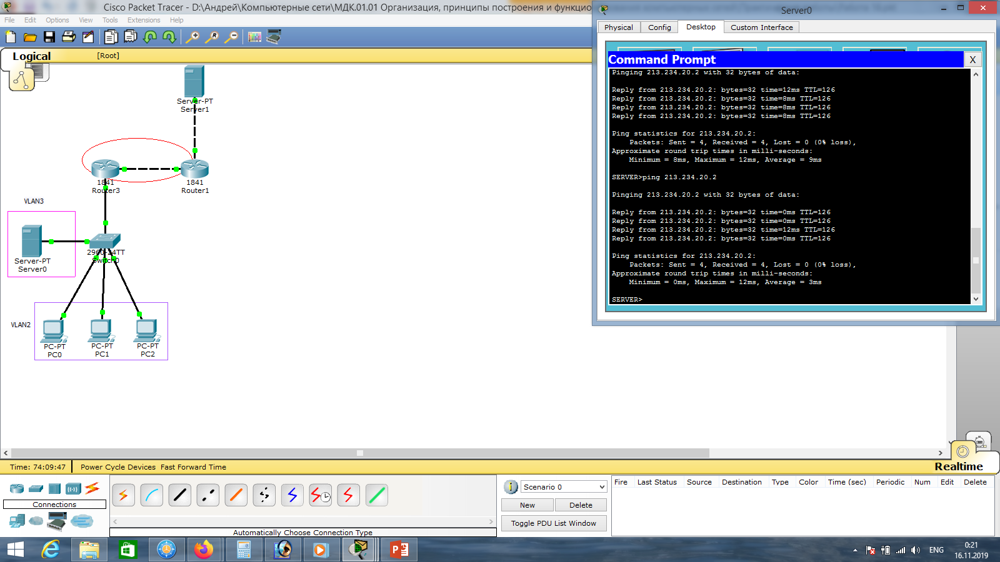 Cisco Packet Tracer - D:\Андрей\Компьютерные сети\МДК.01.01 Организация, принципы построения и функцио
File Edit Options View Tools Extensions Help
Logical
[Root]
Server-PT
Server1
1841
Router3
1841
Router1
VLAN3
Server-PT
Server0
2960-24TT
Switch0
VLAN2
PC-PT
PC0
PC-PT
PC1
PC-PT
PC2
Server0
Physical Config Desktop Custom Interface
Command Prompt
X
Pinging 213.234.20.2 with 32 bytes of data:
Reply from 213.234.20.2: bytes=32 time=12ms TTL=126
Reply from 213.234.20.2: bytes=32 time=8ms TTL=126
Reply from 213.234.20.2: bytes=32 time=8ms TTL=126
Reply from 213.234.20.2: bytes=32 time=8ms TTL=126
Ping statistics for 213.234.20.2:
Packets: Sent = 4, Received = 4, Lost = 0 (0% loss),
Approximate round trip times in milli-seconds:
Minimum = 8ms, Maximum = 12ms, Average = 9ms
SERVER>ping 213.234.20.2
Pinging 213.234.20.2 with 32 bytes of data:
Reply from 213.234.20.2: bytes=32 time=0ms TTL=126
Reply from 213.234.20.2: bytes=32 time=0ms TTL=126
Reply from 213.234.20.2: bytes=32 time=12ms TTL=126
Reply from 213.234.20.2: bytes=32 time=0ms TTL=126
Ping statistics for 213.234.20.2:
Packets: Sent = 4, Received = 4, Lost = 0 (0% loss),
Approximate round trip times in milli-seconds:
Minimum = 0ms, Maximum = 12ms, Average = 3ms
SERVER>
Time: 74:09:47 Power Cycle Devices Fast Forward Time
Realtime
Connections
Automatically Choose Connection Type
Scenario 0
New Delete
Toggle PDU List Window
Fire Last Status Source Destination Type Color Time (sec) Periodic Num Edit Delete
ENG
0:21
16.11.2019